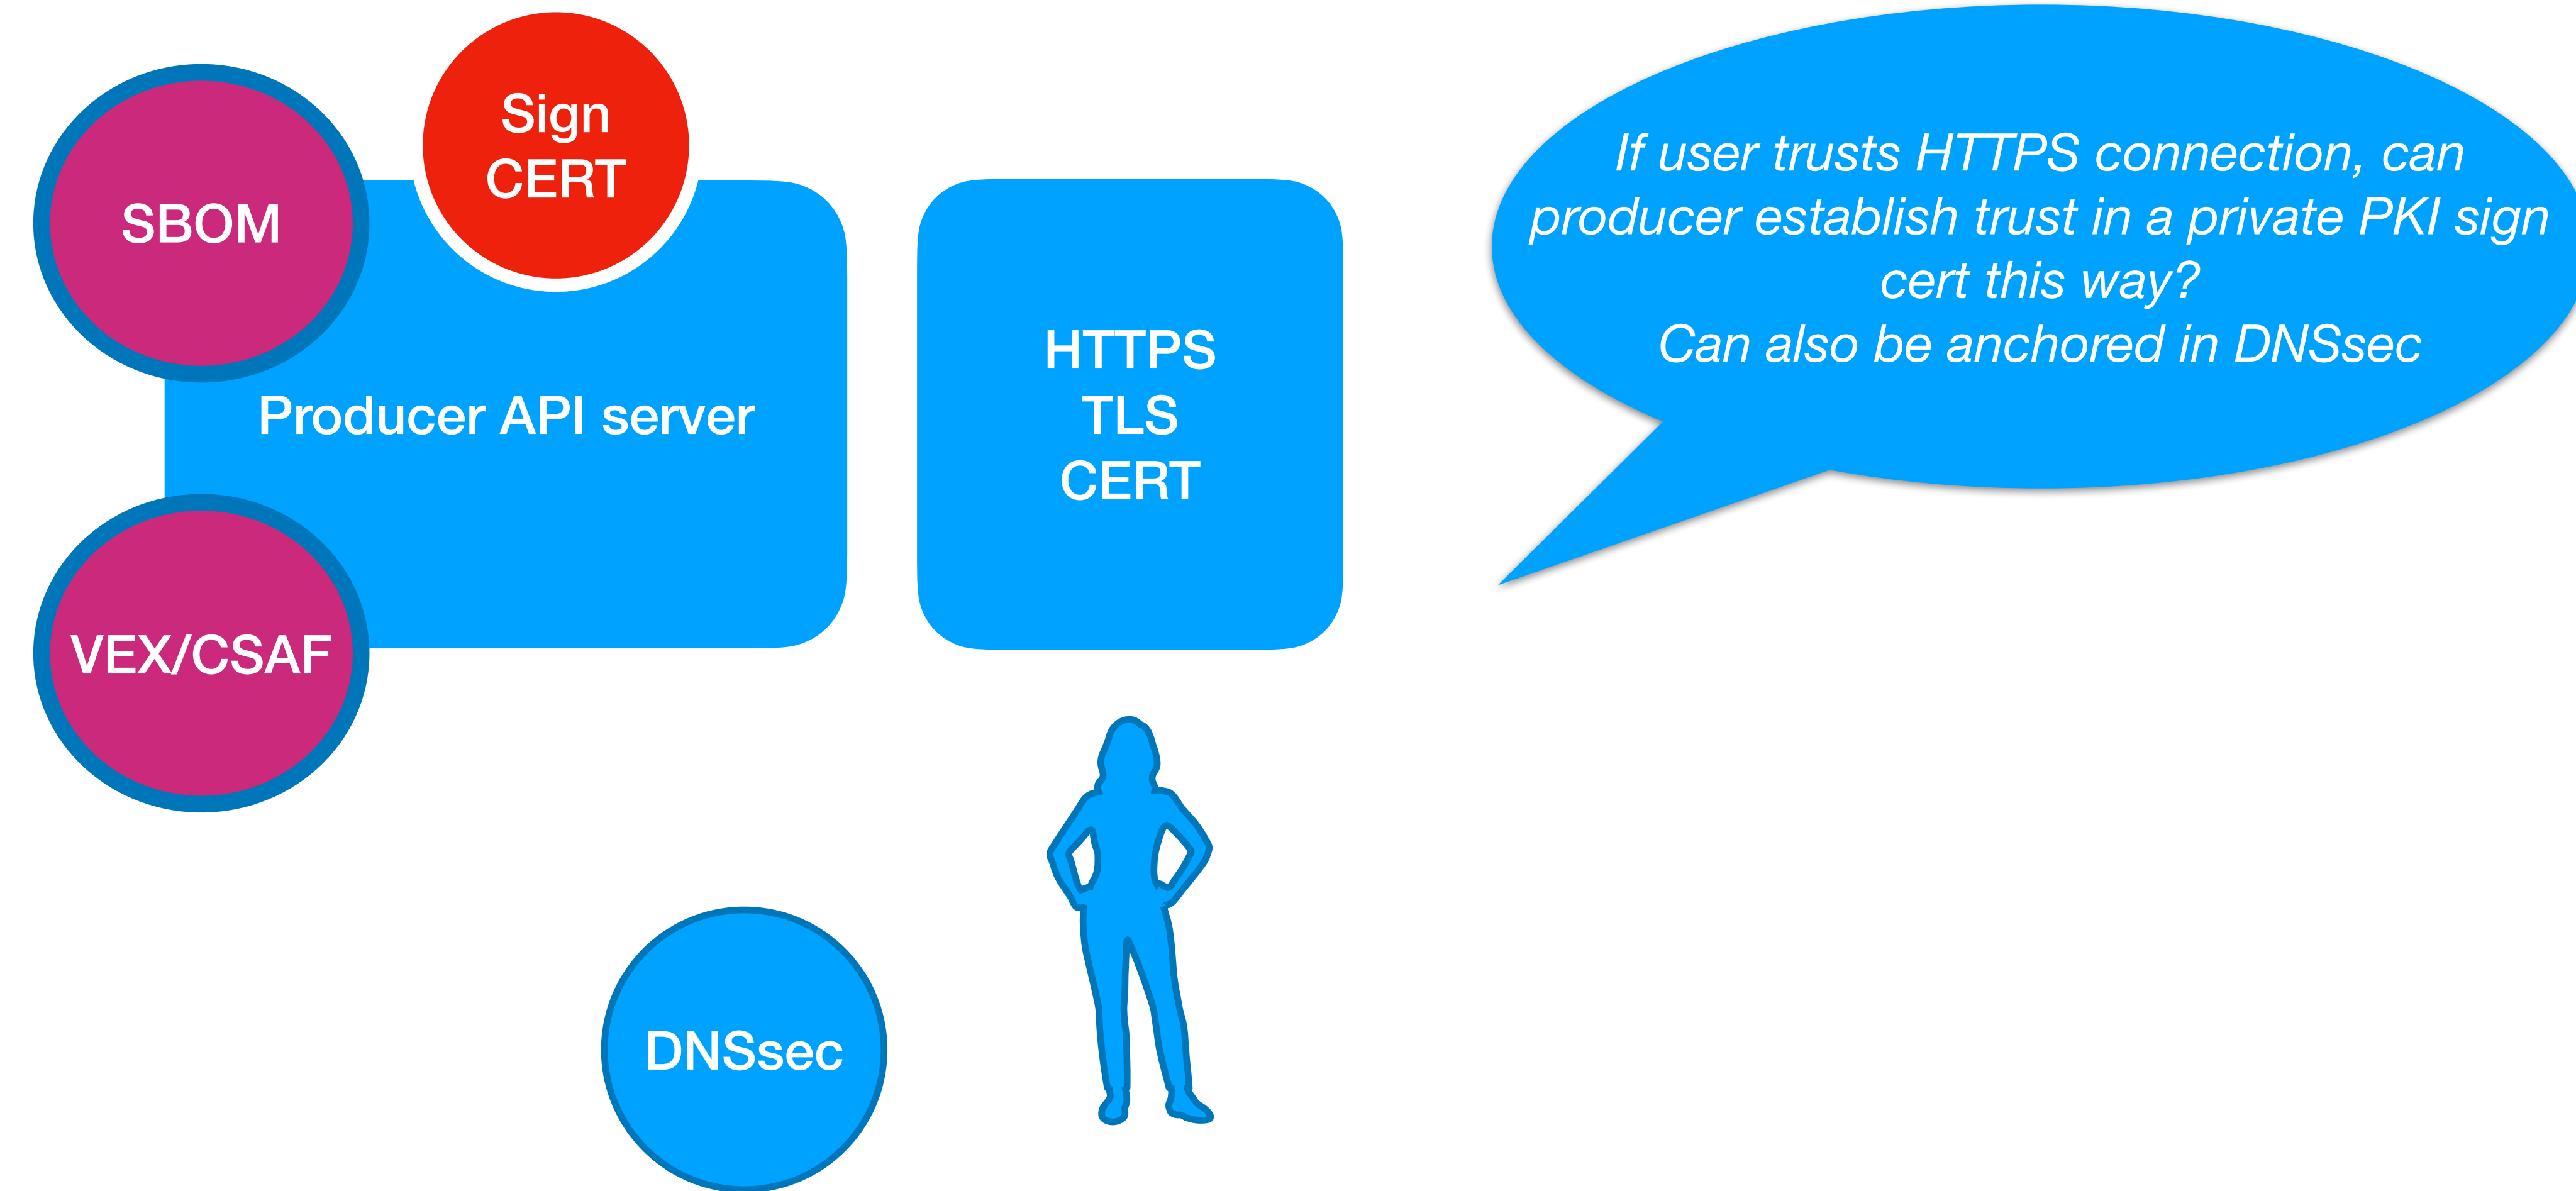 Sign
CERT
SBOM
Producer API server
VEX/CSAF
HTTPS
TLS
CERT
If user trusts HTTPS connection, can
producer establish trust in a private PKI sign
cert this way?
Can also be anchored in DNSsec
DNSsec